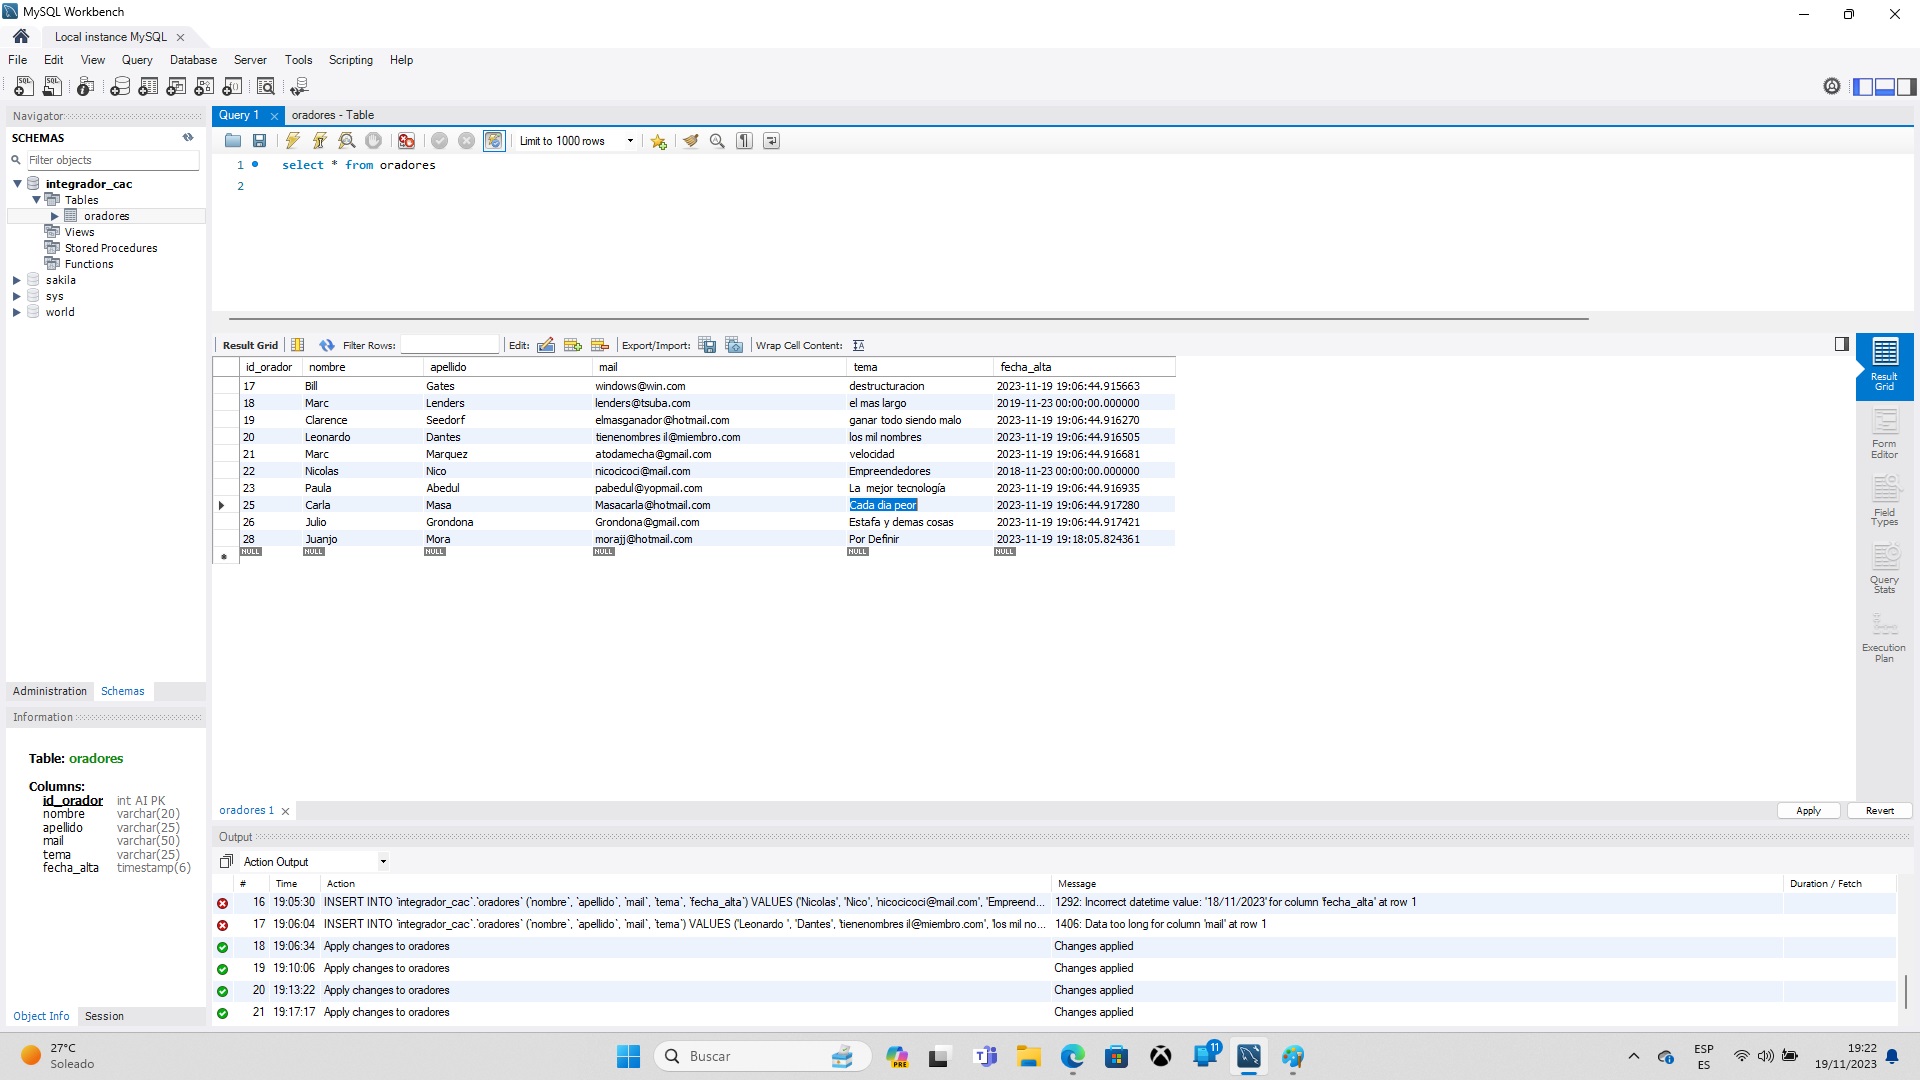 MySQL Workbench
Local instance MySQL
File Edit View Query Database Server Tools Scripting Help
Navigator
SCHEMAS
Filter objects
integrador_cac
Tables
oradores
Views
Stored Procedures
Functions
sakila
sys
world
Administration Schemas
Information
Table: oradores
Columns:
id_orador int AI PK
nombre varchar(20)
apellido varchar(25)
mail varchar(50)
tema varchar(25)
fecha_alta timestamp(6)
Object Info Session
Query 1 oradores - Table
Limit to 1000 rows
1 select * from oradores
2
Result Grid Filter Rows: Edit: Export/Import: Wrap Cell Content:
id_orador nombre apellido mail tema fecha_alta
17 Bill Gates windows@win.com destructuracion 2023-11-19 19:06:44.915663
18 Marc Lenders lenders@tsuba.com el mas largo 2019-11-23 00:00:00.000000
19 Clarence Seedorf elmasganador@hotmail.com ganar todo siendo malo 2023-11-19 19:06:44.916270
20 Leonardo Dantes tienenombres il@miembro.com los mil nombres 2023-11-19 19:06:44.916505
21 Marc Marquez atodamecha@gmail.com velocidad 2023-11-19 19:06:44.916681
22 Nicolas Nico nicocicoci@mail.com Empreendedores 2018-11-23 00:00:00.000000
23 Paula Abedul pabedul@yopmail.com La mejor tecnología 2023-11-19 19:06:44.916935
25 Carla Masa Masacarla@hotmail.com Cada dia peor 2023-11-19 19:06:44.917280
26 Julio Grondona Grondona@gmail.com Estafa y demas cosas 2023-11-19 19:06:44.917421
28 Juanjo Mora morajj@hotmail.com Por Definir 2023-11-19 19:18:05.824361
NULL NULL NULL NULL NULL NULL
Result Grid
Form Editor
Field Types
Query Stats
Execution Plan
oradores 1
Apply Revert
Output
Action Output
# Time Action Message Duration / Fetch
16 19:05:30 INSERT INTO `integrador_cac`.`oradores` (`nombre`, `apellido`, `mail`, `tema`, `fecha_alta`) VALUES ('Nicolas', 'Nico', 'nicocicoci@mail.com', 'Empreend... 1292: Incorrect datetime value: '18/11/2023' for column 'fecha_alta' at row 1
17 19:06:04 INSERT INTO `integrador_cac`.`oradores` (`nombre`, `apellido`, `mail`, `tema`) VALUES ('Leonardo ', 'Dantes', 'tienenombres il@miembro.com', 'los mil no... 1406: Data too long for column 'mail' at row 1
18 19:06:34 Apply changes to oradores Changes applied
19 19:10:06 Apply changes to oradores Changes applied
20 19:13:22 Apply changes to oradores Changes applied
21 19:17:17 Apply changes to oradores Changes applied
27°C
Soleado
Buscar
PRE
11
ESP
ES
19:22
19/11/2023